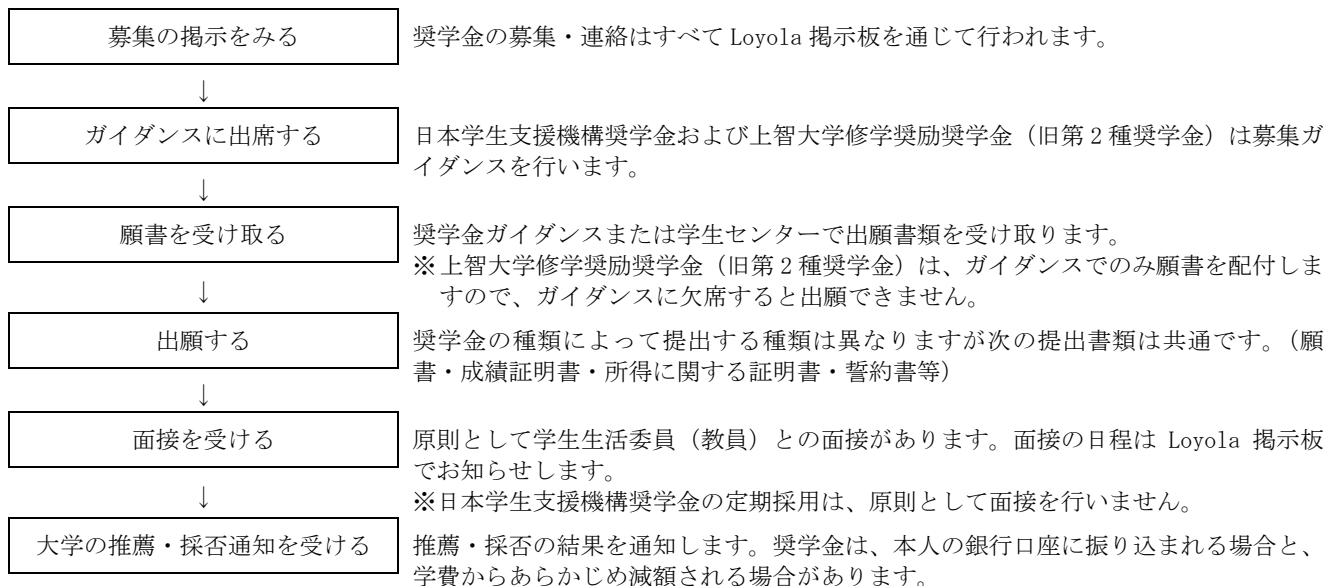 募集の掲示をみる
奨学金の募集・連絡はすべて Loyola 掲示板を通じて行われます。
↓
ガイダンスに出席する
日本学生支援機構奨学金および上智大学修学奨励奨学金（旧第２種奨学金）は募集ガ
イダンスを行います。
↓
願書を受け取る
奨学金ガイダンスまたは学生センターで出願書類を受け取ります。
※上智大学修学奨励奨学金（旧第２種奨学金）は、ガイダンスでのみ願書を配付しま
すので、ガイダンスに欠席すると出願できません。
↓
出願する
奨学金の種類によって提出する種類は異なりますが次の提出書類は共通です。（願
書・成績証明書・所得に関する証明書・誓約書等）
↓
面接を受ける
原則として学生生活委員（教員）との面接があります。面接の日程は Loyola 掲示板
でお知らせします。
※日本学生支援機構奨学金の定期採用は、原則として面接を行いません。
↓
大学の推薦・採否通知を受ける
推薦・採否の結果を通知します。奨学金は、本人の銀行口座に振り込まれる場合と、
学費からあらかじめ減額される場合があります。